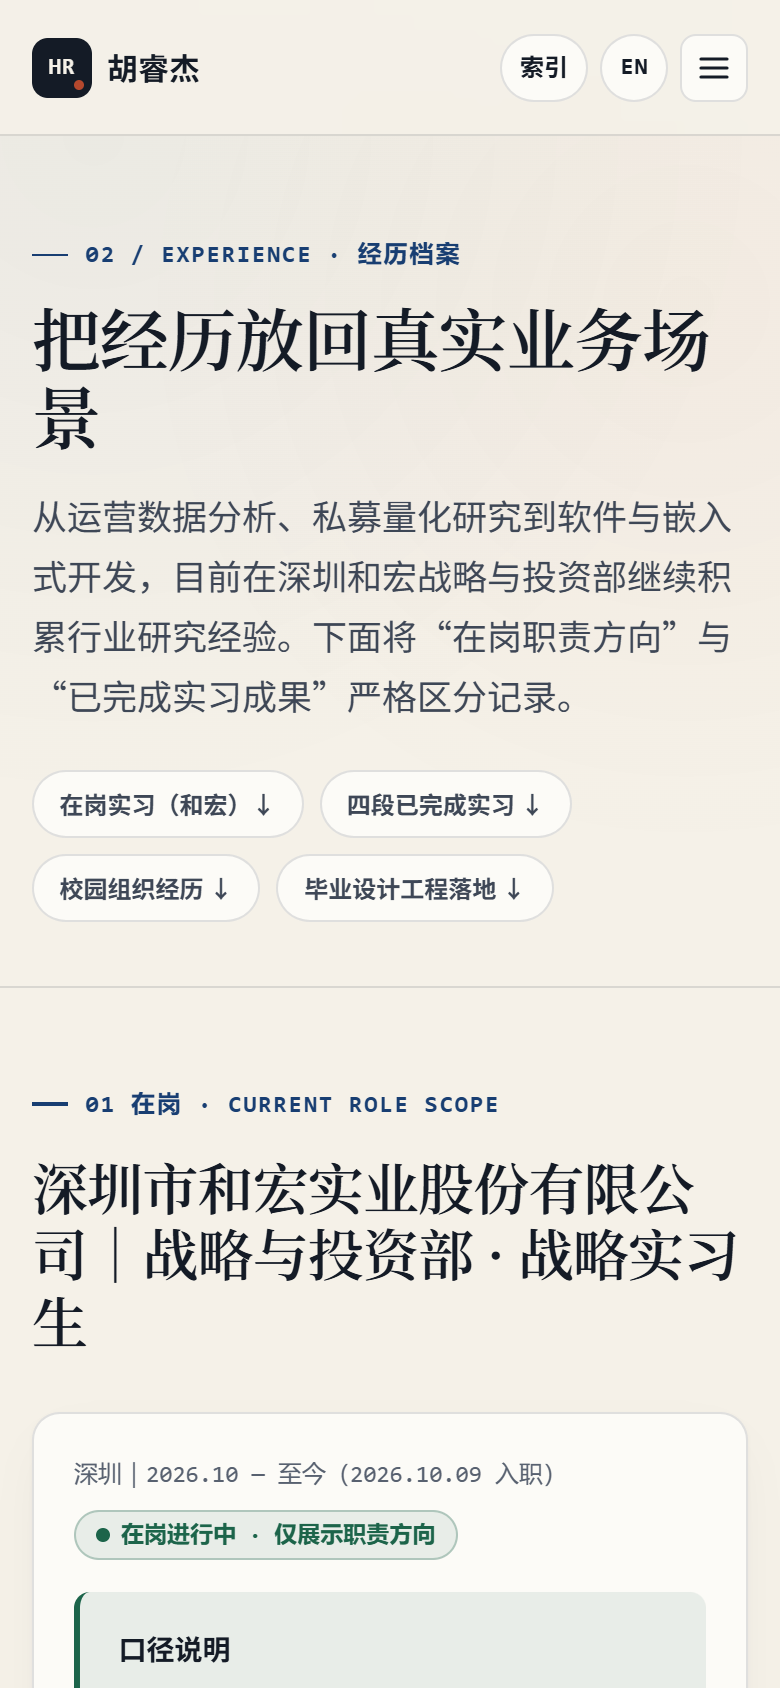 HR 胡睿杰 索引 EN
02 / EXPERIENCE · 经历档案
把经历放回真实业务场
景
从运营数据分析、私募量化研究到软件与嵌入
式开发，目前在深圳和宏战略与投资部继续积
累行业研究经验。下面将“在岗职责方向”与
“已完成实习成果”严格区分记录。
在岗实习（和宏）↓ 四段已完成实习 ↓
校园组织经历 ↓ 毕业设计工程落地 ↓
01 在岗 · CURRENT ROLE SCOPE
深圳市和宏实业股份有限公
司｜战略与投资部 · 战略实习
生
深圳｜2026.10 — 至今（2026.10.09 入职）
在岗进行中 · 仅展示职责方向
口径说明